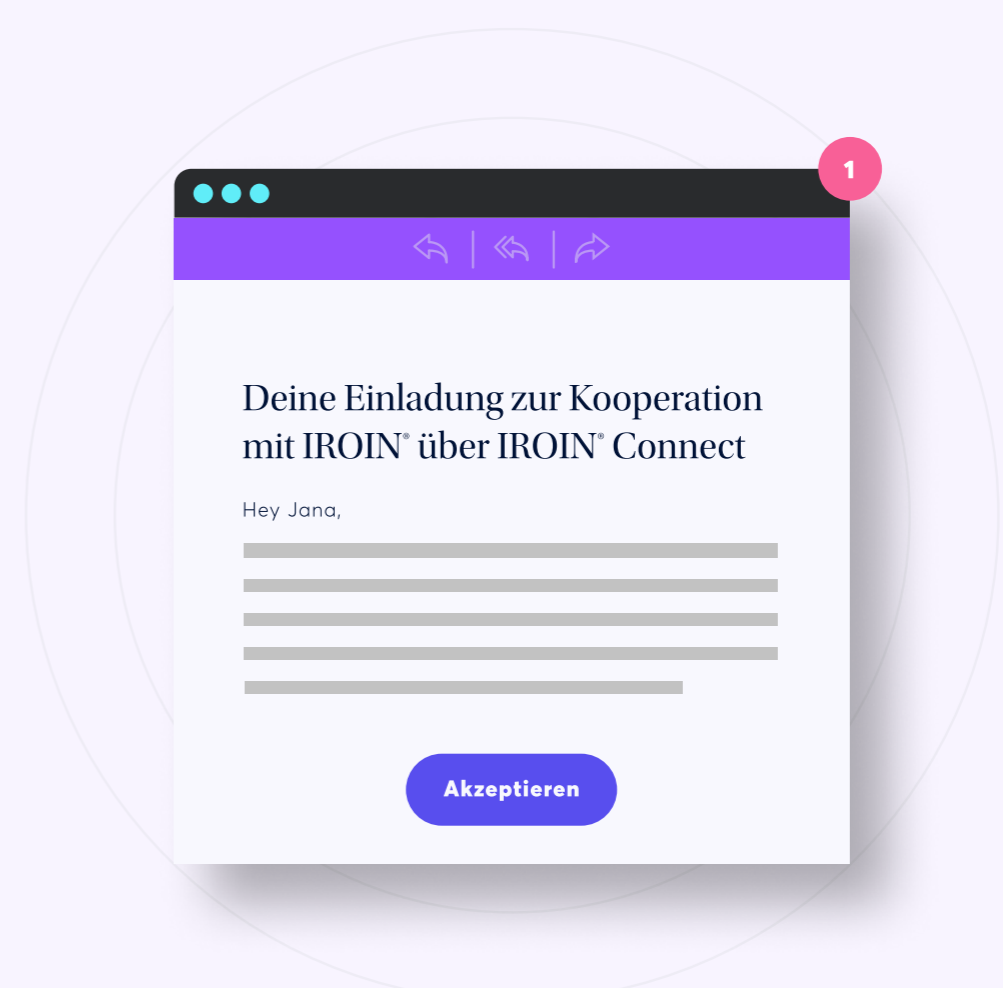 1
Deine Einladung zur Kooperation
mit IROIN® über IROIN® Connect
Hey Jana,
Akzeptieren